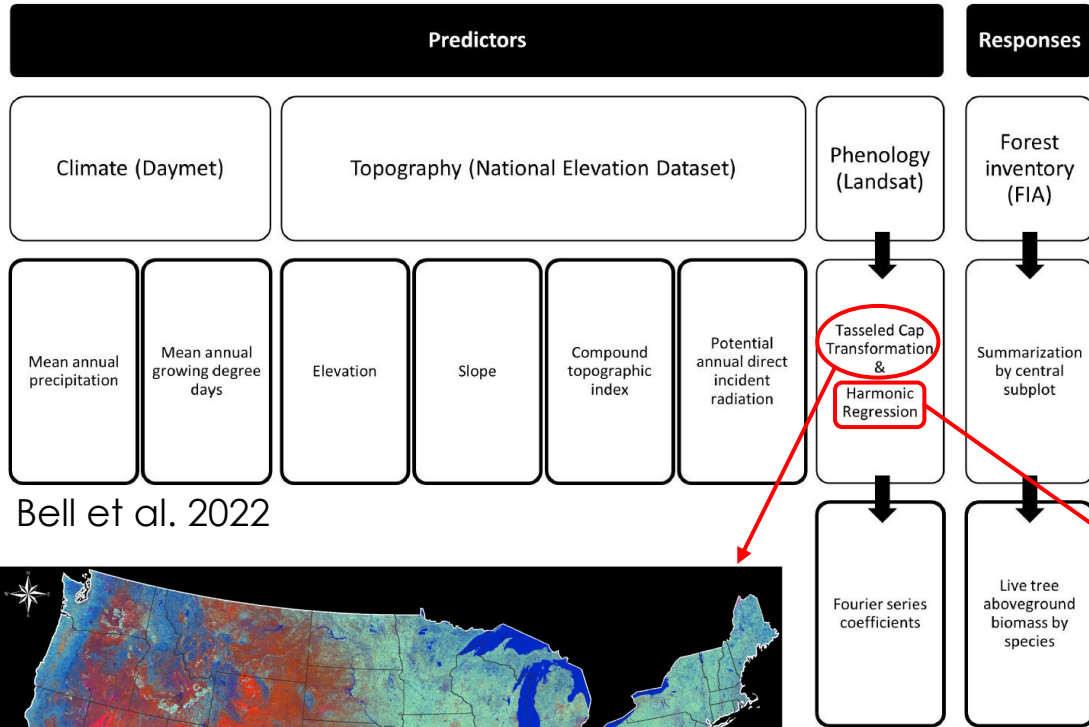 Predictors
Responses
Climate (Daymet)
Topography (National Elevation Dataset)
Phenology
(Landsat)
Forest
inventory
(FIA)
Mean annual
precipitation
Mean annual
growing degree
days
Elevation
Slope
Compound
topographic
index
Potential
annual direct
incident
radiation
Tasseled Cap
Transformation
&
Harmonic
Regression
Summarization
by central
subplot
Bell et al. 2022
Fourier series
coefficients
Live tree
aboveground
biomass by
species